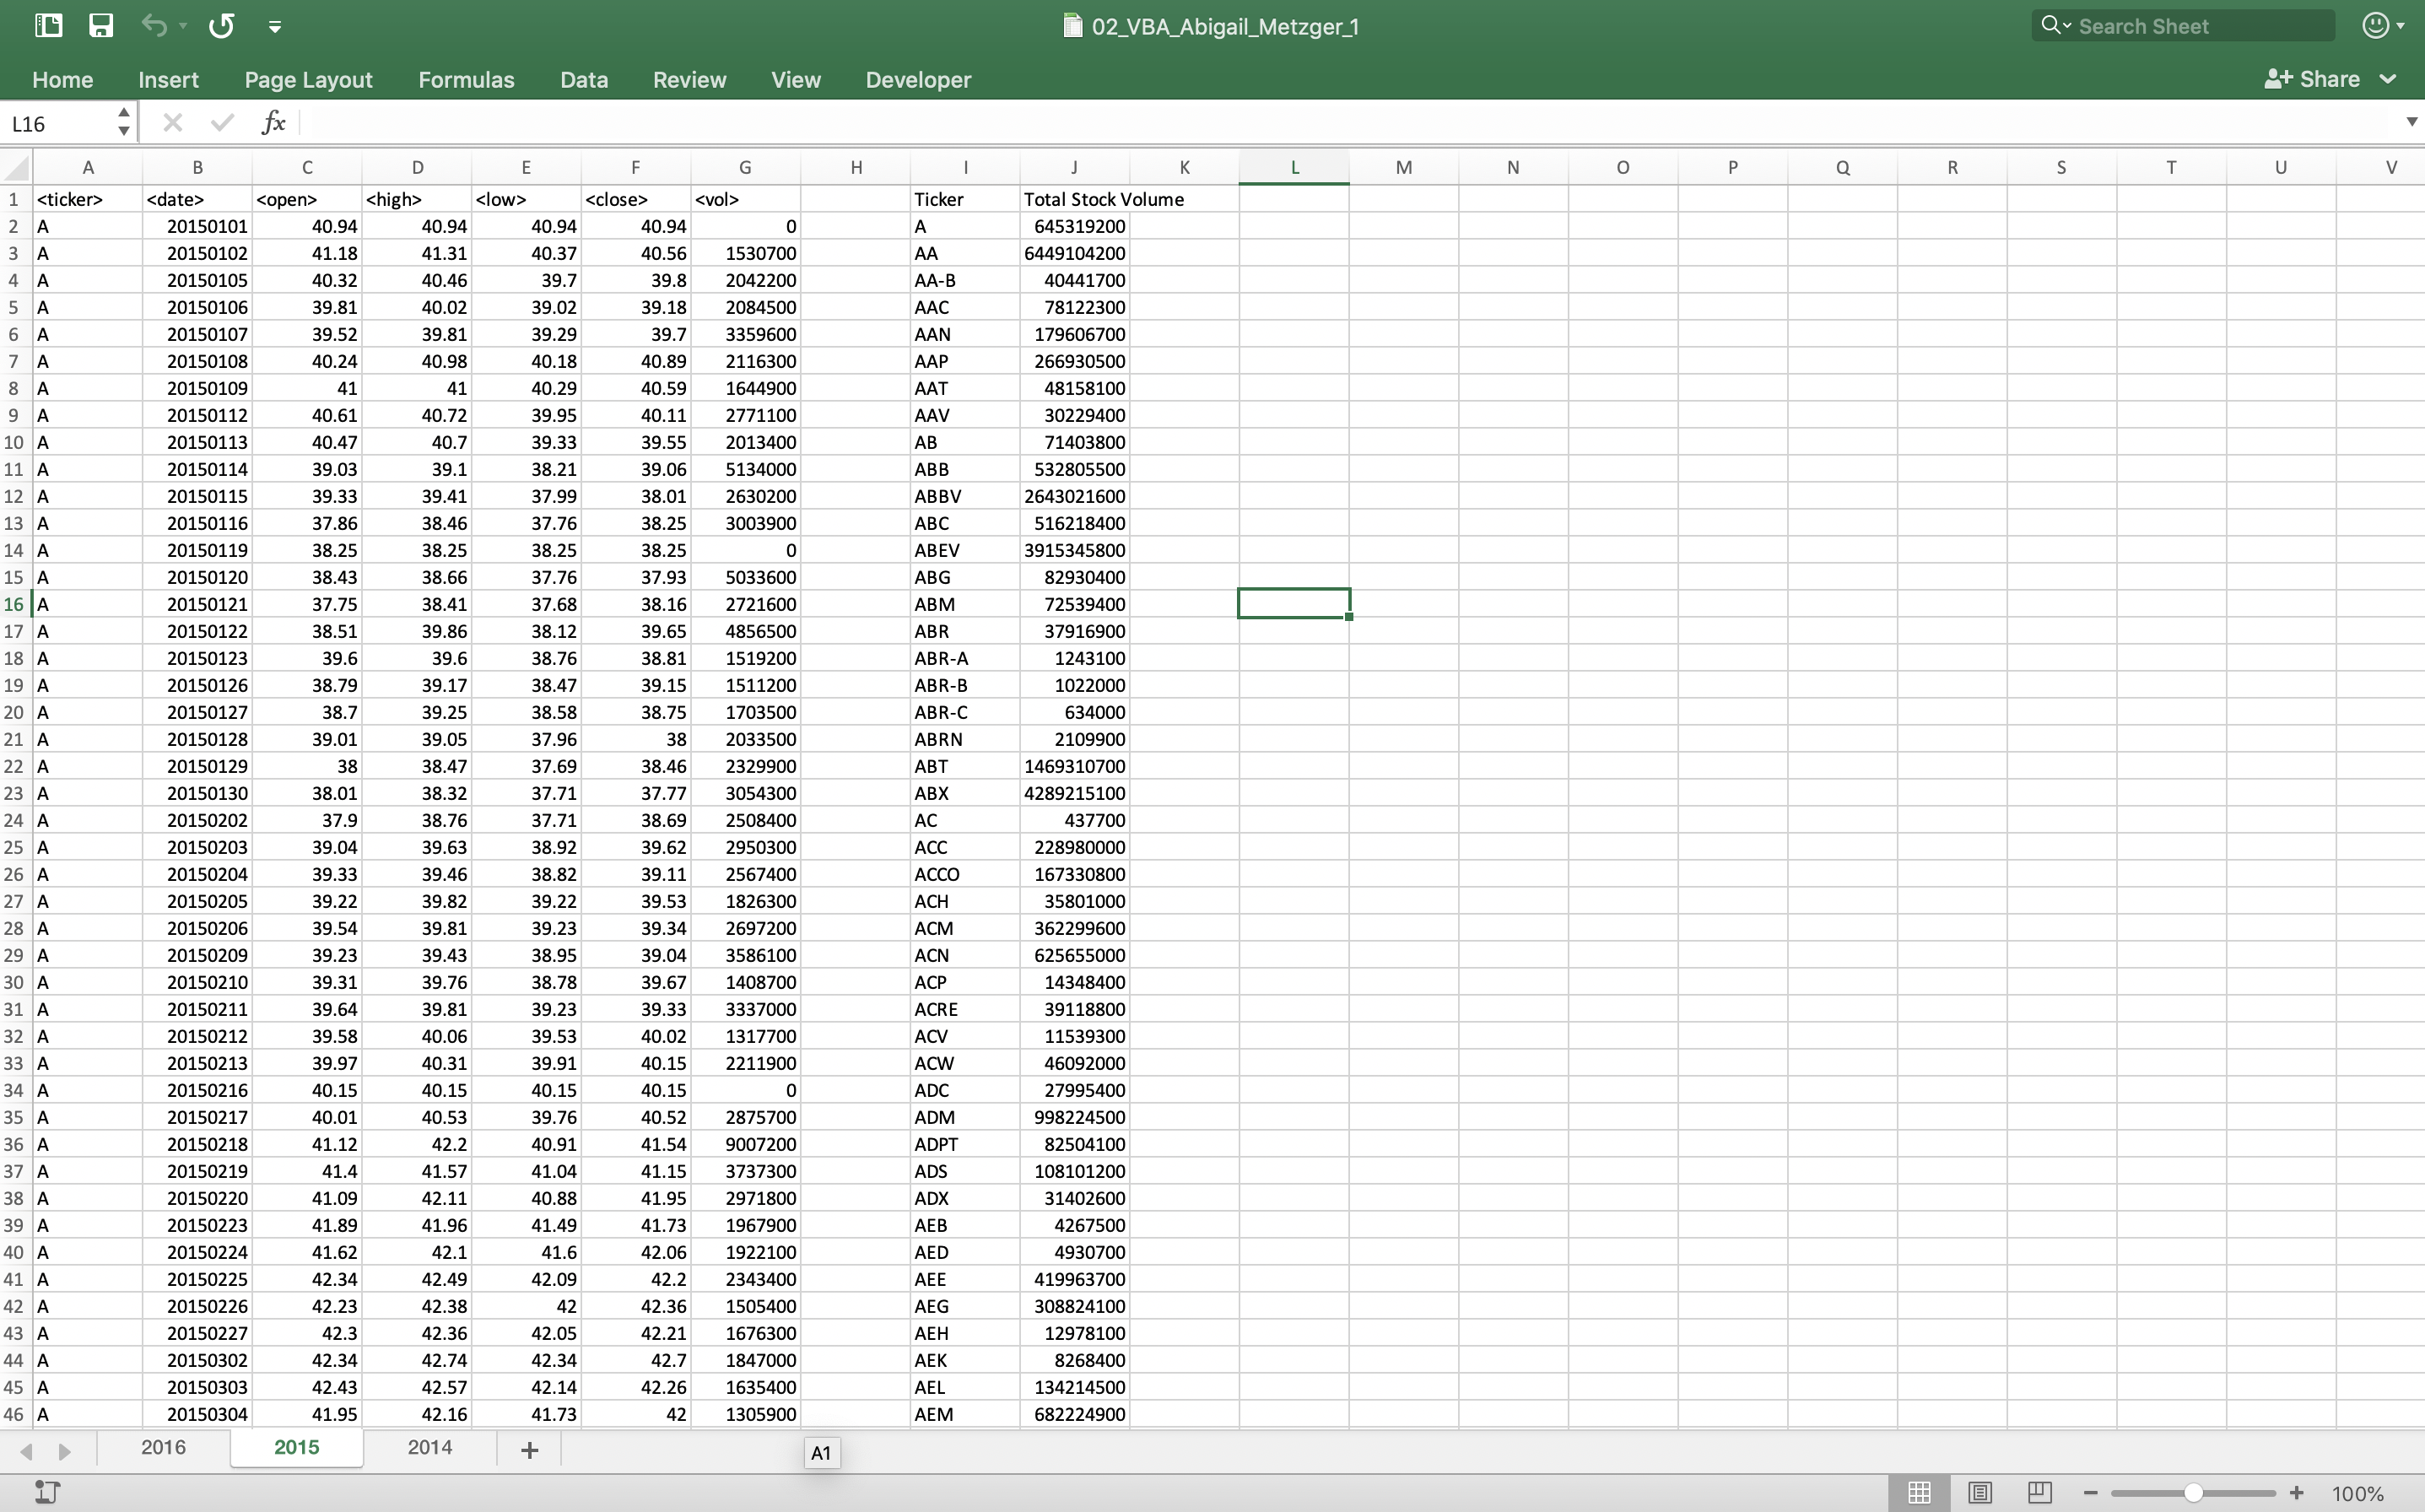 02_VBA_Abigail_Metzger_1
Search Sheet
Home Insert Page Layout Formulas Data Review View Developer Share
L16 fx
A B C D E F G H I J K L M N O P Q R S T U V
1 <ticker> <date> <open> <high> <low> <close> <vol> Ticker Total Stock Volume
2 A 20150101 40.94 40.94 40.94 40.94 0 A 645319200
3 A 20150102 41.18 41.31 40.37 40.56 1530700 AA 6449104200
4 A 20150105 40.32 40.46 39.7 39.8 2042200 AA-B 40441700
5 A 20150106 39.81 40.02 39.02 39.18 2084500 AAC 78122300
6 A 20150107 39.52 39.81 39.29 39.7 3359600 AAN 179606700
7 A 20150108 40.24 40.98 40.18 40.89 2116300 AAP 266930500
8 A 20150109 41 41 40.29 40.59 1644900 AAT 48158100
9 A 20150112 40.61 40.72 39.95 40.11 2771100 AAV 30229400
10 A 20150113 40.47 40.7 39.33 39.55 2013400 AB 71403800
11 A 20150114 39.03 39.1 38.21 39.06 5134000 ABB 532805500
12 A 20150115 39.33 39.41 37.99 38.01 2630200 ABBV 2643021600
13 A 20150116 37.86 38.46 37.76 38.25 3003900 ABC 516218400
14 A 20150119 38.25 38.25 38.25 38.25 0 ABEV 3915345800
15 A 20150120 38.43 38.66 37.76 37.93 5033600 ABG 82930400
16 A 20150121 37.75 38.41 37.68 38.16 2721600 ABM 72539400
17 A 20150122 38.51 39.86 38.12 39.65 4856500 ABR 37916900
18 A 20150123 39.6 39.6 38.76 38.81 1519200 ABR-A 1243100
19 A 20150126 38.79 39.17 38.47 39.15 1511200 ABR-B 1022000
20 A 20150127 38.7 39.25 38.58 38.75 1703500 ABR-C 634000
21 A 20150128 39.01 39.05 37.96 38 2033500 ABRN 2109900
22 A 20150129 38 38.47 37.69 38.46 2329900 ABT 1469310700
23 A 20150130 38.01 38.32 37.71 37.77 3054300 ABX 4289215100
24 A 20150202 37.9 38.76 37.71 38.69 2508400 AC 437700
25 A 20150203 39.04 39.63 38.92 39.62 2950300 ACC 228980000
26 A 20150204 39.33 39.46 38.82 39.11 2567400 ACCO 167330800
27 A 20150205 39.22 39.82 39.22 39.53 1826300 ACH 35801000
28 A 20150206 39.54 39.81 39.23 39.34 2697200 ACM 362299600
29 A 20150209 39.23 39.43 38.95 39.04 3586100 ACN 625655000
30 A 20150210 39.31 39.76 38.78 39.67 1408700 ACP 14348400
31 A 20150211 39.64 39.81 39.23 39.33 3337000 ACRE 39118800
32 A 20150212 39.58 40.06 39.53 40.02 1317700 ACV 11539300
33 A 20150213 39.97 40.31 39.91 40.15 2211900 ACW 46092000
34 A 20150216 40.15 40.15 40.15 40.15 0 ADC 27995400
35 A 20150217 40.01 40.53 39.76 40.52 2875700 ADM 998224500
36 A 20150218 41.12 42.2 40.91 41.54 9007200 ADPT 82504100
37 A 20150219 41.4 41.57 41.04 41.15 3737300 ADS 108101200
38 A 20150220 41.09 42.11 40.88 41.95 2971800 ADX 31402600
39 A 20150223 41.89 41.96 41.49 41.73 1967900 AEB 4267500
40 A 20150224 41.62 42.1 41.6 42.06 1922100 AED 4930700
41 A 20150225 42.34 42.49 42.09 42.2 2343400 AEE 419963700
42 A 20150226 42.23 42.38 42 42.36 1505400 AEG 308824100
43 A 20150227 42.3 42.36 42.05 42.21 1676300 AEH 12978100
44 A 20150302 42.34 42.74 42.34 42.7 1847000 AEK 8268400
45 A 20150303 42.43 42.57 42.14 42.26 1635400 AEL 134214500
46 A 20150304 41.95 42.16 41.73 42 1305900 AEM 682224900
2016 2015 2014 + A1
100%